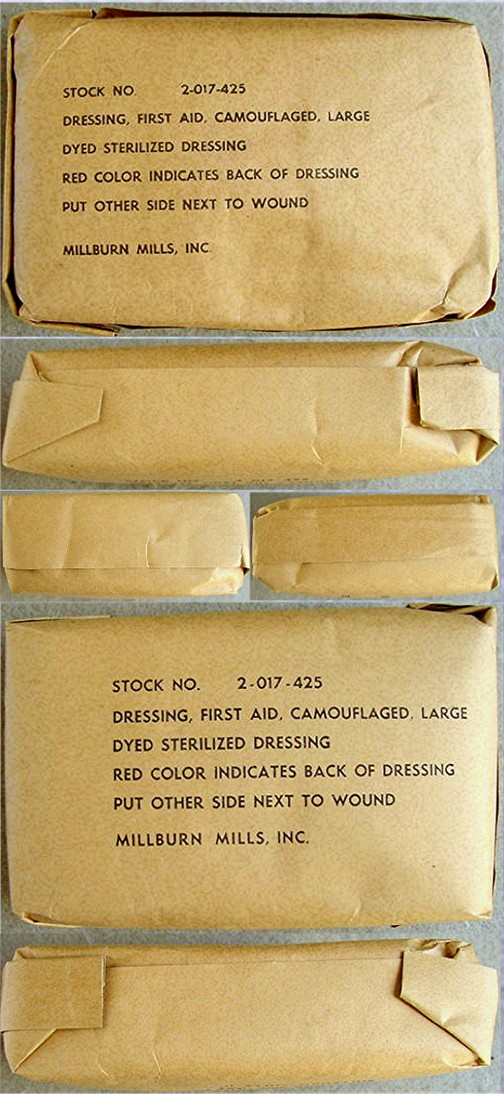 STOCK NO. 2-017-425
DRESSING, FIRST AID, CAMOUFLAGED, LARGE
DYED STERILIZED DRESSING
RED COLOR INDICATES BACK OF DRESSING
PUT OTHER SIDE NEXT TO WOUND
MILLBURN MILLS, INC.
STOCK NO. 2-017-425
DRESSING, FIRST AID, CAMOUFLAGED, LARGE
DYED STERILIZED DRESSING
RED COLOR INDICATES BACK OF DRESSING
PUT OTHER SIDE NEXT TO WOUND
MILLBURN MILLS, INC.